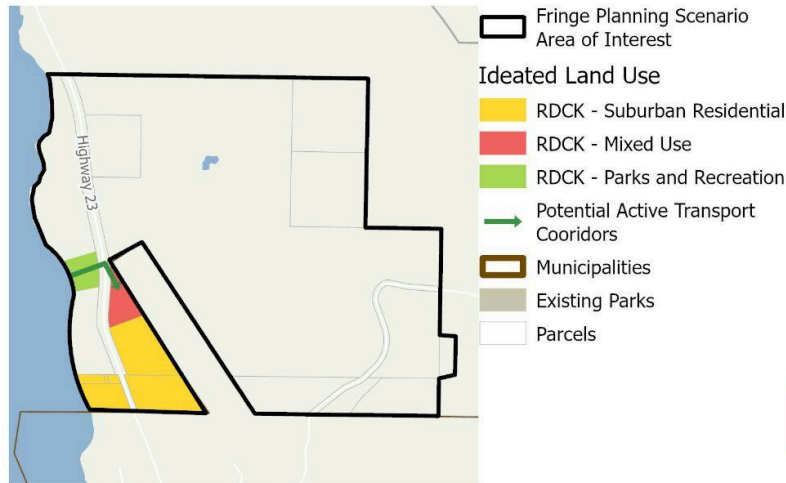 Fringe Planning Scenario
Area of Interest
Ideated Land Use
RDCK - Suburban Residential
RDCK - Mixed Use
RDCK - Parks and Recreation
Potential Active Transport
Cooridors
Municipalities
Existing Parks
Parcels
Highway 23